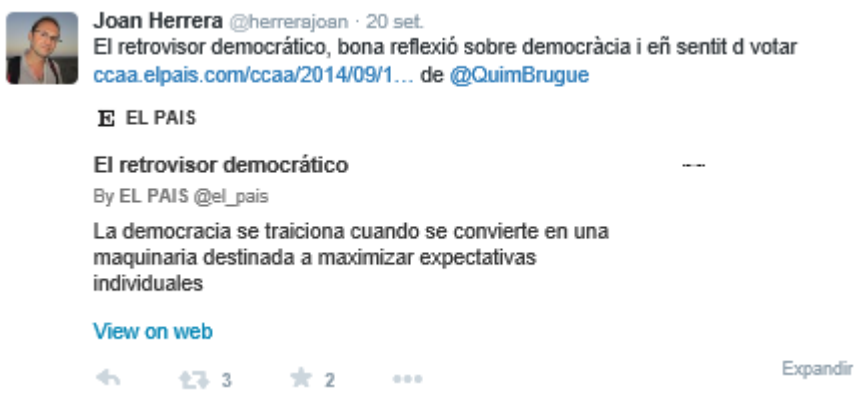 Joan Herrera @herrerajoan · 20 set.
El retrovisor democrático, bona reflexió sobre democràcia i eñ sentit d votar
ccaa.elpais.com/ccaa/2014/09/1… de @QuimBrugue
E EL PAIS
El retrovisor democrático
By EL PAIS @el_pais
La democracia se traiciona cuando se convierte en una
maquinaria destinada a maximizar expectativas
individuales
View on web
3 2
Expandir